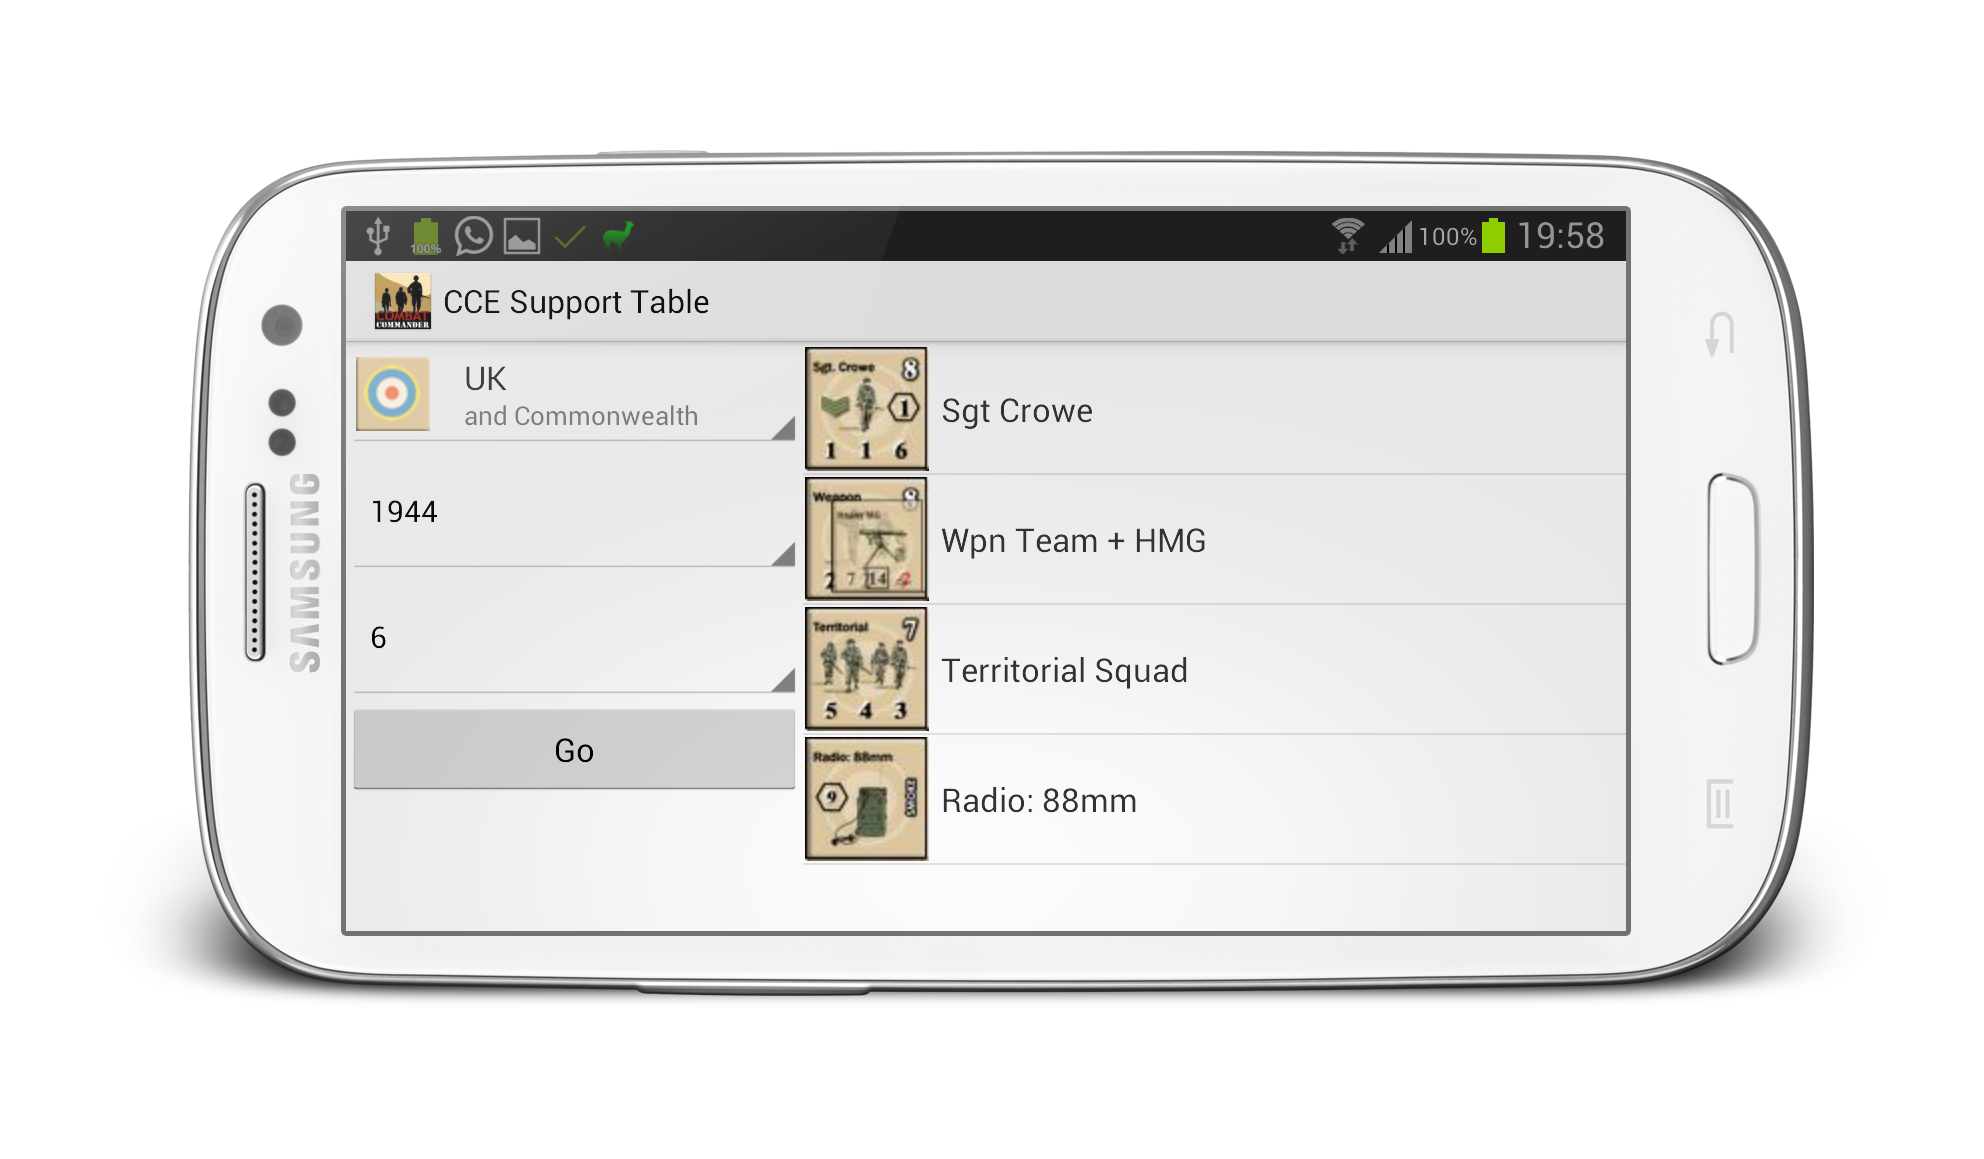 SAMSUNG
100%
100%
19:58
COMBAT
COMMANDER
CCE Support Table
UK
and Commonwealth
1944
6
Go
Sgt. Crowe 8
1
1 1 6
Sgt Crowe
Weapon 8
2 7 14 -2
Wpn Team + HMG
Territorial 7
5 4 3
Territorial Squad
Radio: 88mm
9
SMOKE
Radio: 88mm